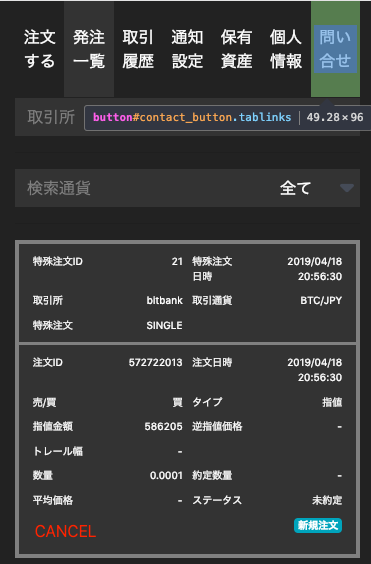 注文 発注 取引 通知 保有 個人 問い
する 一覧 履歴 設定 資産 情報 合せ
取引所 button#contact_button.tablinks 49.28×96
検索通貨 全て
特殊注文ID 21 特殊注文 2019/04/18
日時 20:56:30
取引所 bitbank 取引通貨 BTC/JPY
特殊注文 SINGLE
注文ID 572722013 注文日時 2019/04/18
20:56:30
売/買 買 タイプ 指値
指値金額 586205 逆指値価格 -
トレール幅 -
数量 0.0001 約定数量 -
平均価格 - ステータス 未約定
CANCEL 新規注文